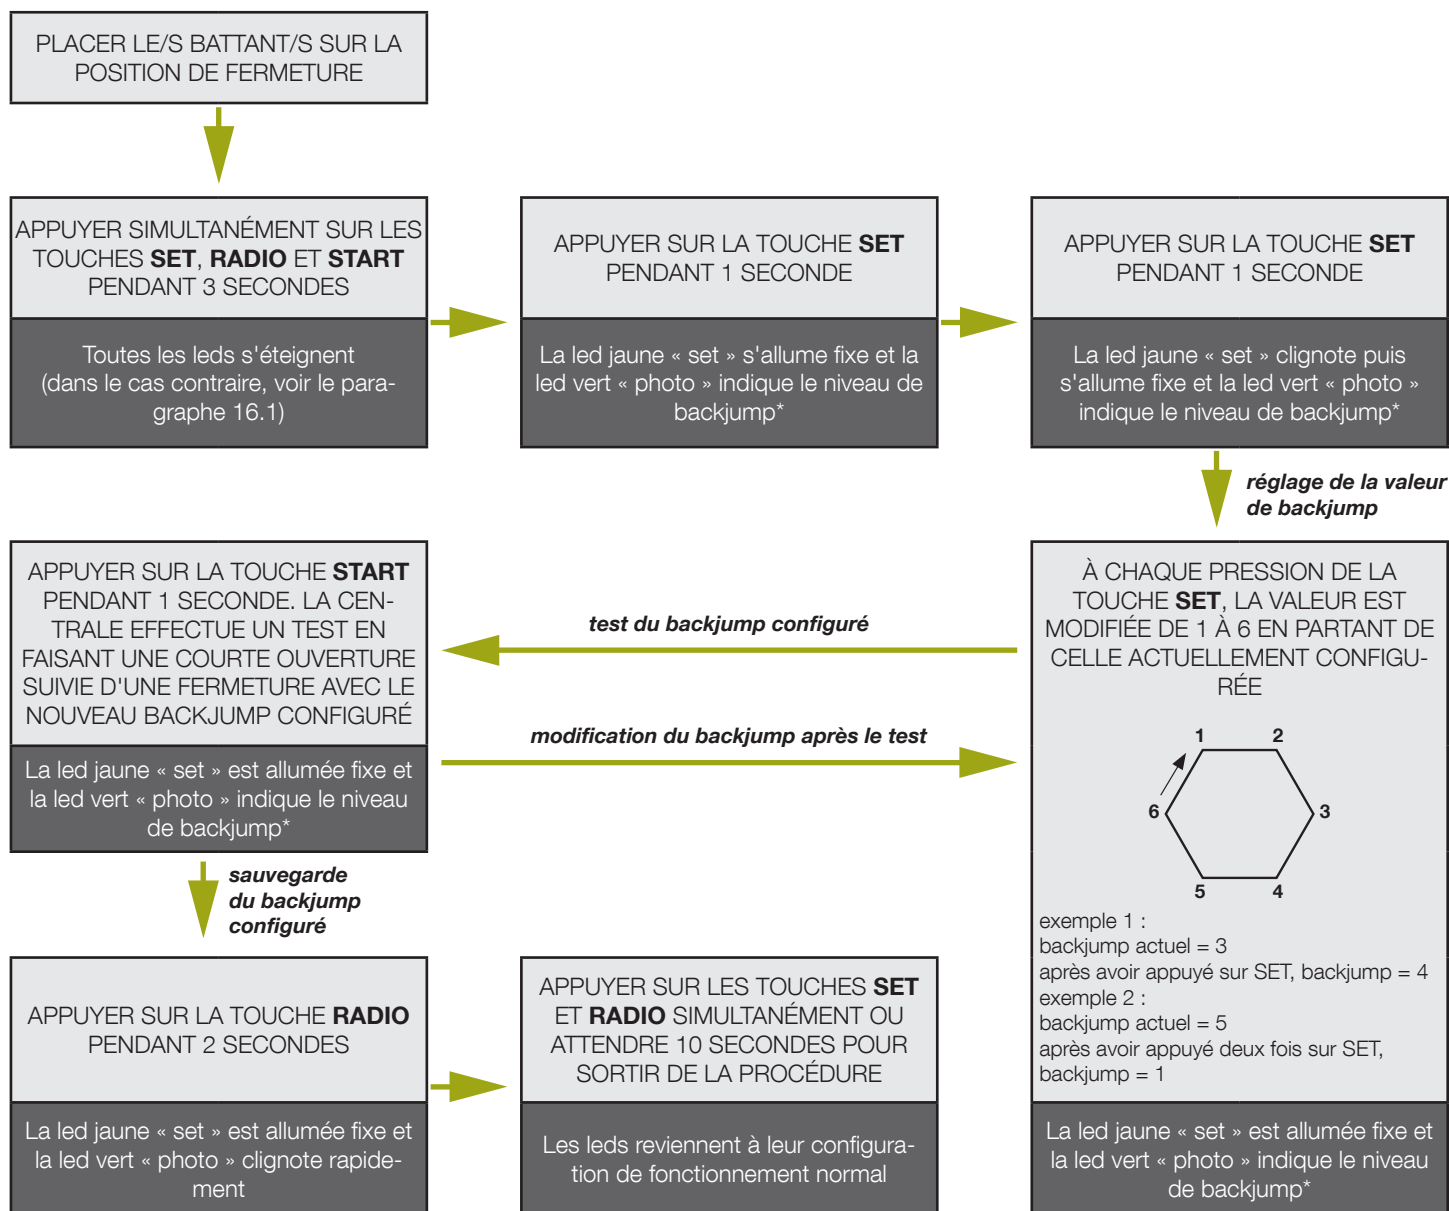 PLACER LE/S BATTANT/S SUR LA
POSITION DE FERMETURE
APPUYER SIMULTANÉMENT SUR LES
TOUCHES SET, RADIO ET START
PENDANT 3 SECONDES
Toutes les leds s'éteignent
(dans le cas contraire, voir le para-
graphe 16.1)
APPUYER SUR LA TOUCHE SET
PENDANT 1 SECONDE
La led jaune « set » s'allume fixe et la
led vert « photo » indique le niveau de
backjump*
APPUYER SUR LA TOUCHE SET
PENDANT 1 SECONDE
La led jaune « set » clignote puis
s'allume fixe et la led vert « photo »
indique le niveau de backjump*
réglage de la valeur
de backjump
À CHAQUE PRESSION DE LA
TOUCHE SET, LA VALEUR EST
MODIFIÉE DE 1 À 6 EN PARTANT DE
CELLE ACTUELLEMENT CONFIGU-
RÉE
1 2
6 3
5 4
exemple 1 :
backjump actuel = 3
après avoir appuyé sur SET, backjump = 4
exemple 2 :
backjump actuel = 5
après avoir appuyé deux fois sur SET,
backjump = 1
La led jaune « set » est allumée fixe et
la led vert « photo » indique le niveau
de backjump*
test du backjump configuré
modification du backjump après le test
APPUYER SUR LA TOUCHE START
PENDANT 1 SECONDE. LA CEN-
TRALE EFFECTUE UN TEST EN
FAISANT UNE COURTE OUVERTURE
SUIVIE D'UNE FERMETURE AVEC LE
NOUVEAU BACKJUMP CONFIGURÉ
La led jaune « set » est allumée fixe et
la led vert « photo » indique le niveau
de backjump*
sauvegarde
du backjump
configuré
APPUYER SUR LA TOUCHE RADIO
PENDANT 2 SECONDES
La led jaune « set » est allumée fixe et
la led vert « photo » clignote rapide-
ment
APPUYER SUR LES TOUCHES SET
ET RADIO SIMULTANÉMENT OU
ATTENDRE 10 SECONDES POUR
SORTIR DE LA PROCÉDURE
Les leds reviennent à leur configura-
tion de fonctionnement normal